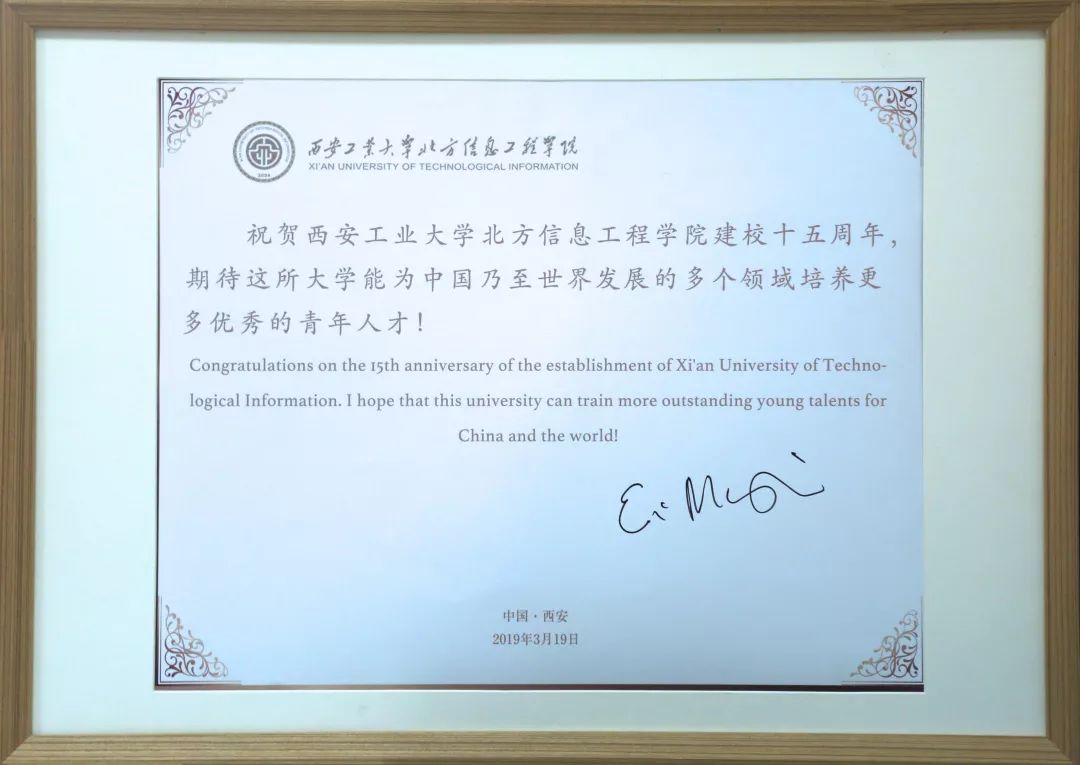 西安工业大学北方信息工程学院
XI'AN UNIVERSITY OF TECHNOLOGICAL INFORMATION
祝贺西安工业大学北方信息工程学院建校十五周年，
期待这所大学能为中国乃至世界发展的多个领域培养更
多优秀的青年人才！
Congratulations on the 15th anniversary of the establishment of Xi'an University of Techno-
logical Information. I hope that this university can train more outstanding young talents for
China and the world!
中国·西安
2019年3月19日